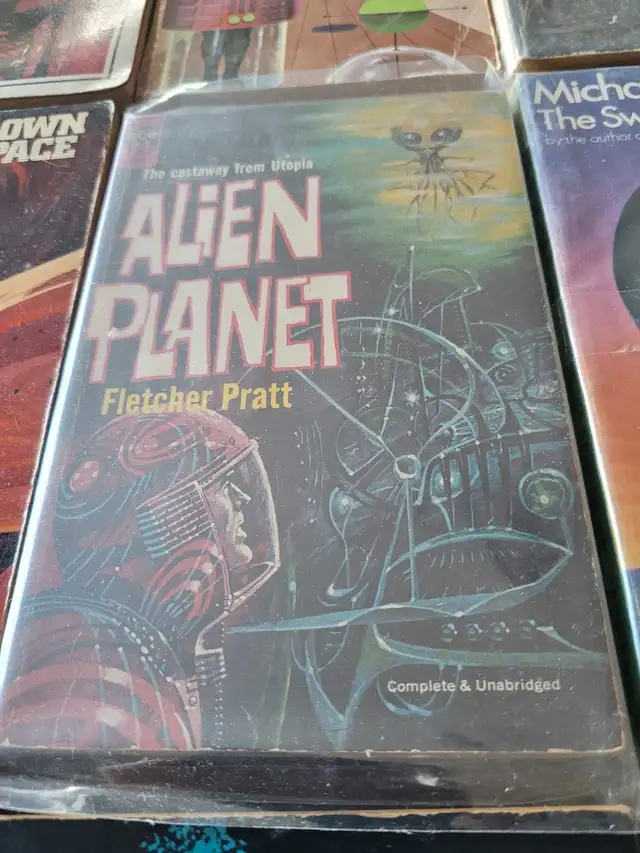 The castaway from Utopia
ALiEN
PLANET
Fletcher Pratt
Complete & Unabridged
OWN
PACE
Micha
The Sw
by the author o